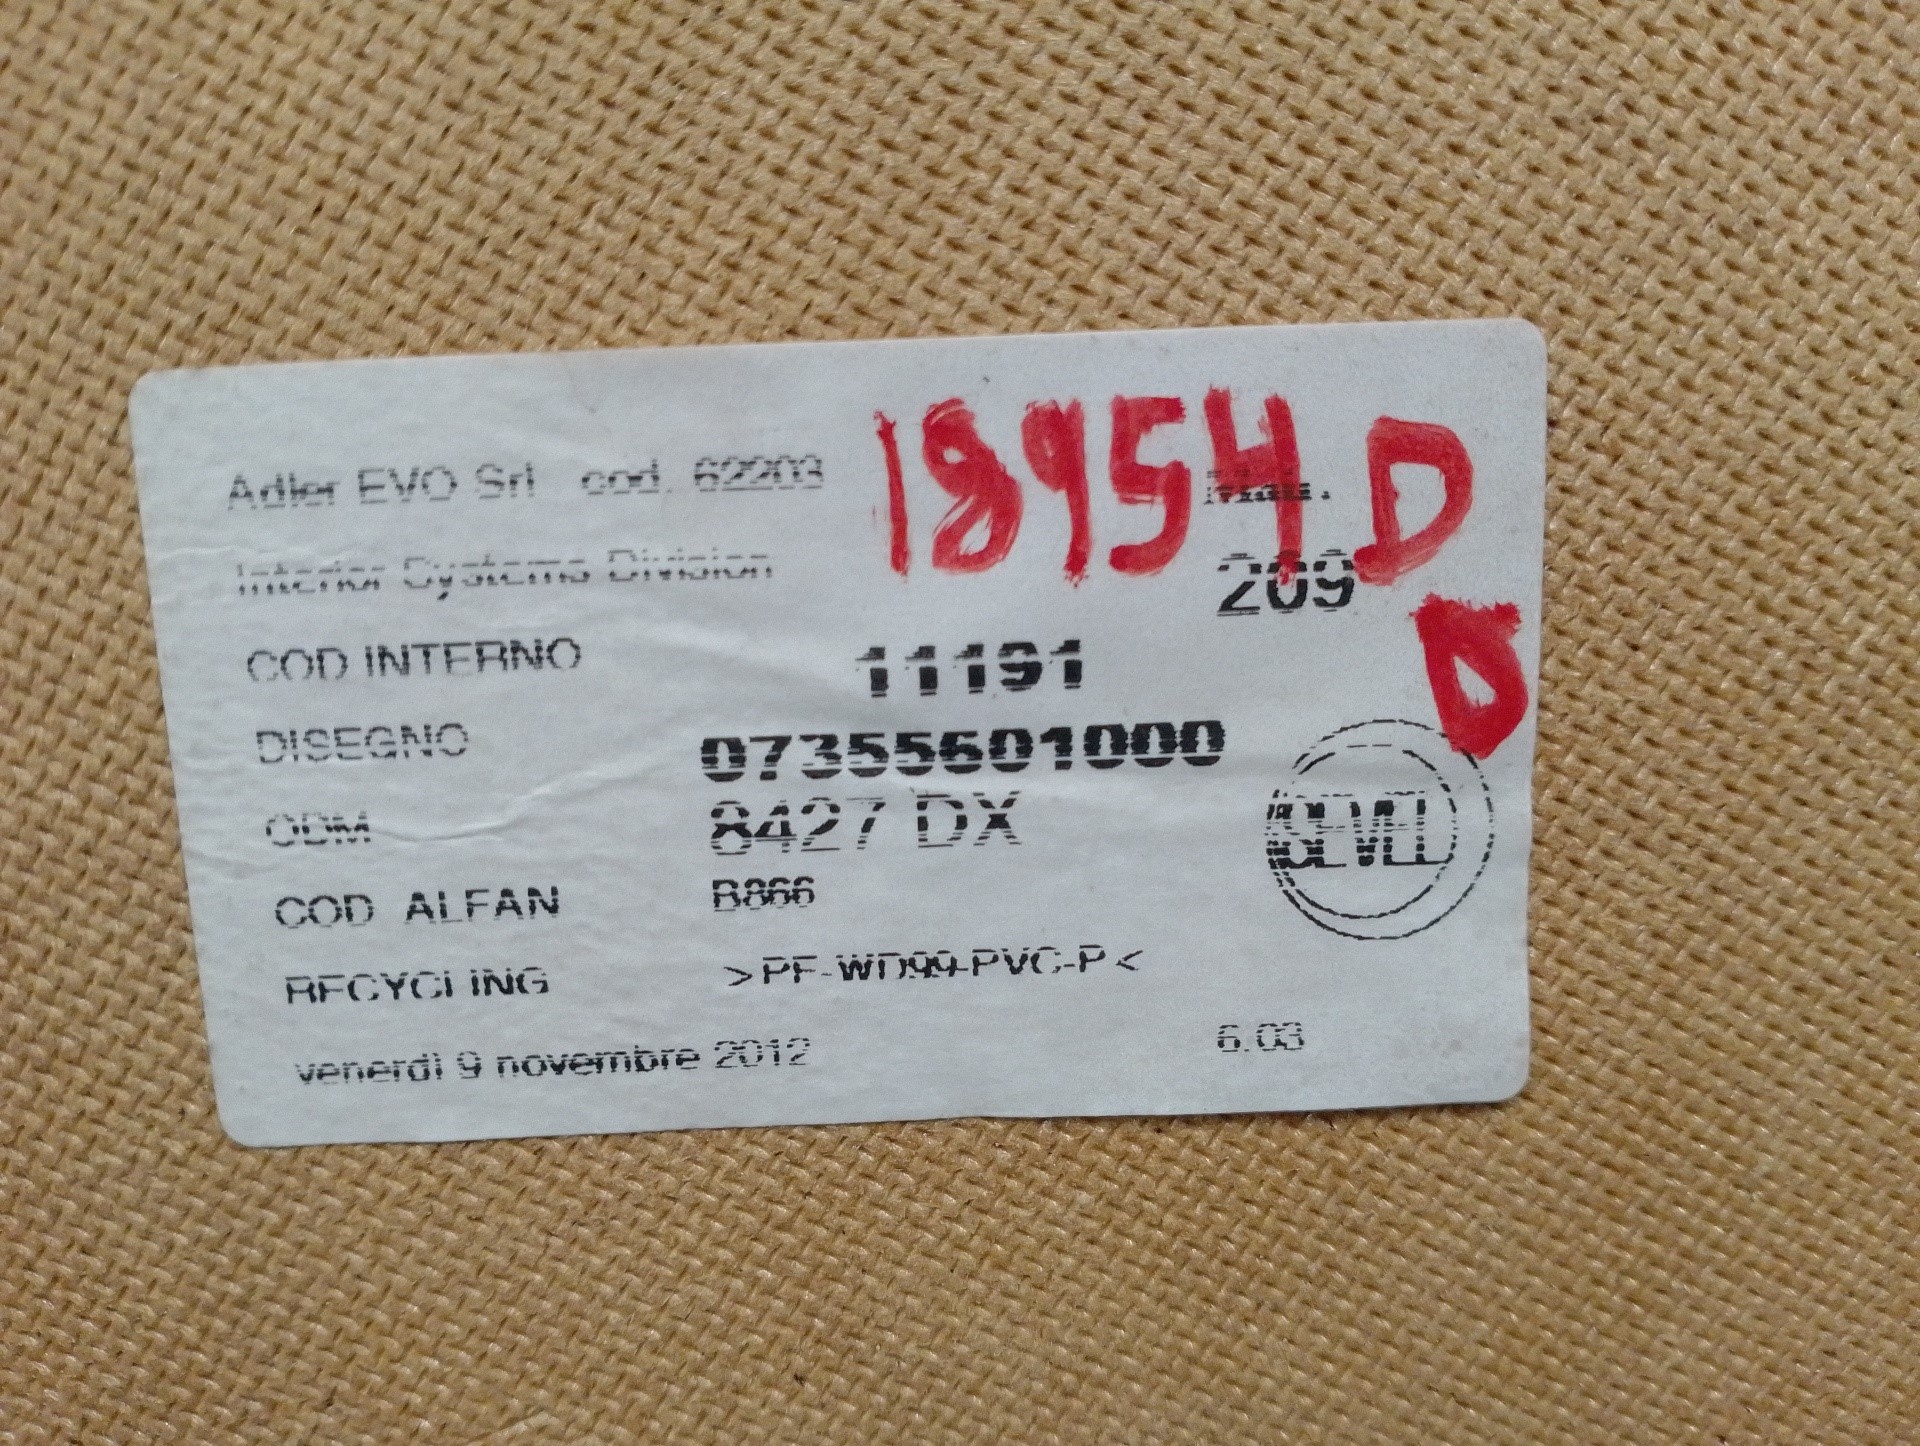 18954 D
Adler EVO Srl cod. 62203
Interior Systems Division
209
D
COD INTERNO 11191
DISEGNO 07355601000
ODM 8427 DX
SEVEL
COD ALFAN B866
RECYCLING >PF-WD99-PVC-P<
venerdì 9 novembre 2012 6.03